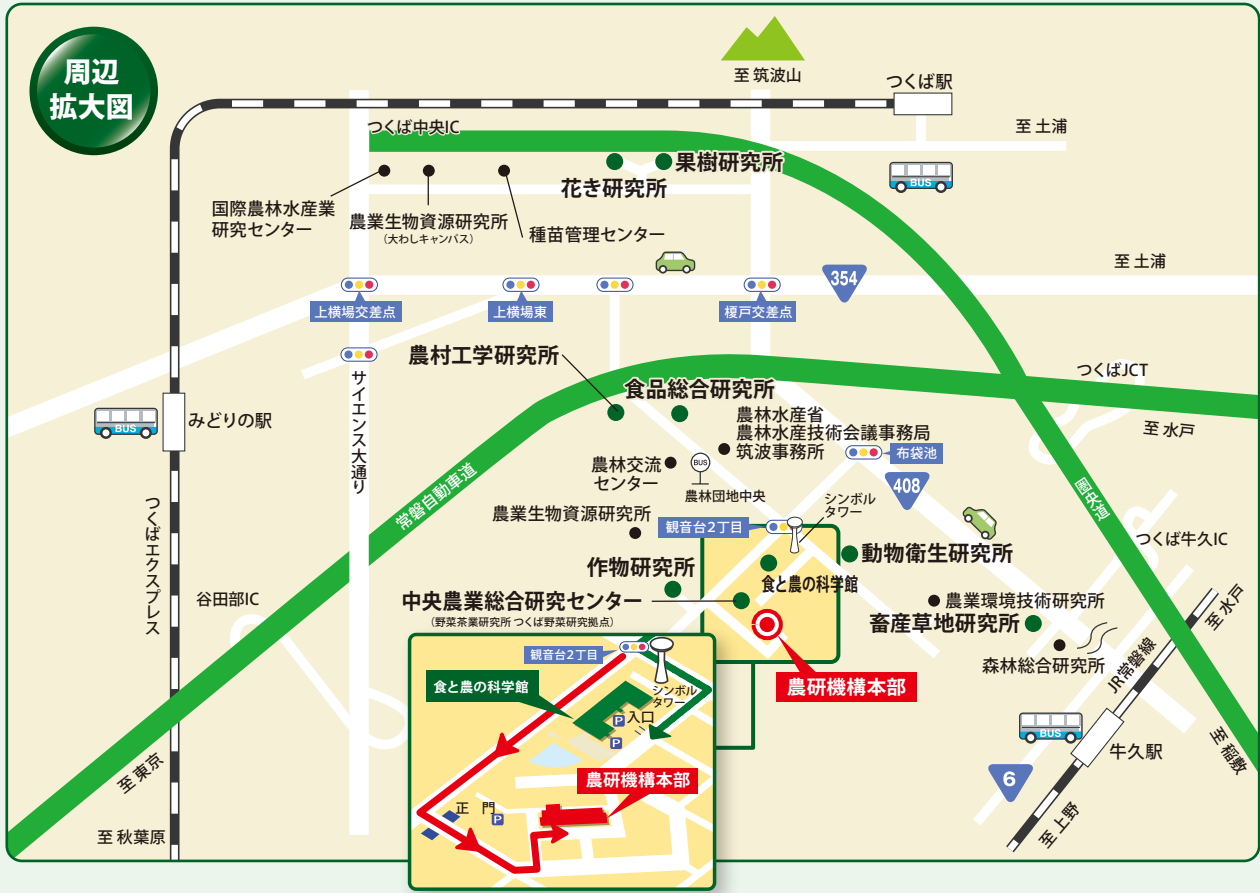 周辺
拡大図
至 筑波山
つくば駅
つくば中央IC
至 土浦
果樹研究所
花き研究所
BUS
国際農林水産業
研究センター
農業生物資源研究所
（大わしキャンパス）
種苗管理センター
至 土浦
354
上横場交差点
上横場東
榎戸交差点
農村工学研究所
つくばJCT
サイエンス大通り
食品総合研究所
BUS
みどりの駅
農林水産省
農林水産技術会議事務局
筑波事務所
至 水戸
布袋池
農林交流
センター
BUS
農林団地中央
408
常磐自動車道
圏央道
シンボル
タワー
つくばエクスプレス
農業生物資源研究所
観音台2丁目
つくば牛久IC
動物衛生研究所
作物研究所
食と農の科学館
谷田部IC
中央農業総合研究センター
（野菜茶業研究所 つくば野菜研究拠点）
農業環境技術研究所
畜産草地研究所
至 水戸
森林総合研究所
JR常磐線
農研機構本部
観音台2丁目
食と農の科学館
シンボル
タワー
P
入口
P
BUS
牛久駅
至 稲敷
至 東京
農研機構本部
6
正 門
P
至 秋葉原
至 上野